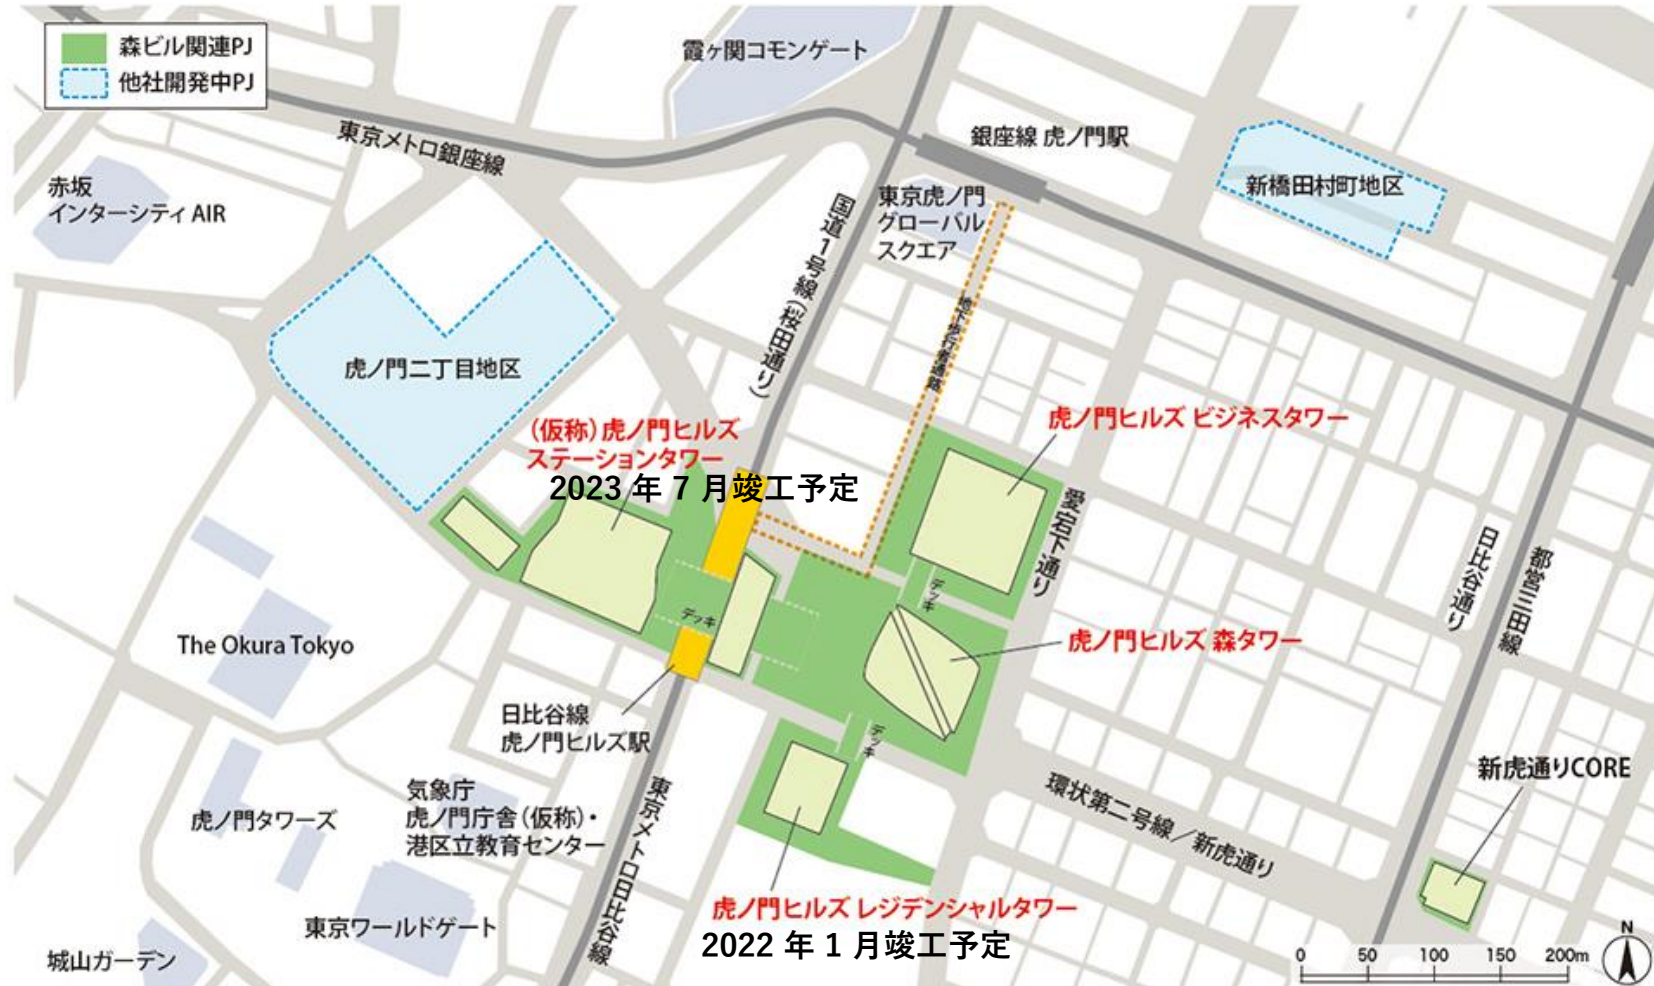 森ビル関連PJ
他社開発中PJ
霞ヶ関コモンゲート
東京メトロ銀座線
銀座線 虎ノ門駅
新橋田村町地区
赤坂
インターシティ AIR
東京虎ノ門
グローバル
スクエア
国道1号線(桜田通り)
地下歩行者通路
虎ノ門二丁目地区
(仮称)虎ノ門ヒルズ
ステーションタワー
2023 年 7 月竣工予定
虎ノ門ヒルズ ビジネスタワー
愛宕下通り
日比谷通り
都営三田線
デッキ
デッキ
虎ノ門ヒルズ 森タワー
The Okura Tokyo
日比谷線
虎ノ門ヒルズ駅
デッキ
新虎通りCORE
環状第二号線/新虎通り
東京メトロ日比谷線
気象庁
虎ノ門庁舎(仮称)・
港区立教育センター
虎ノ門タワーズ
虎ノ門ヒルズ レジデンシャルタワー
2022 年 1 月竣工予定
東京ワールドゲート
城山ガーデン
0 50 100 150 200m
N